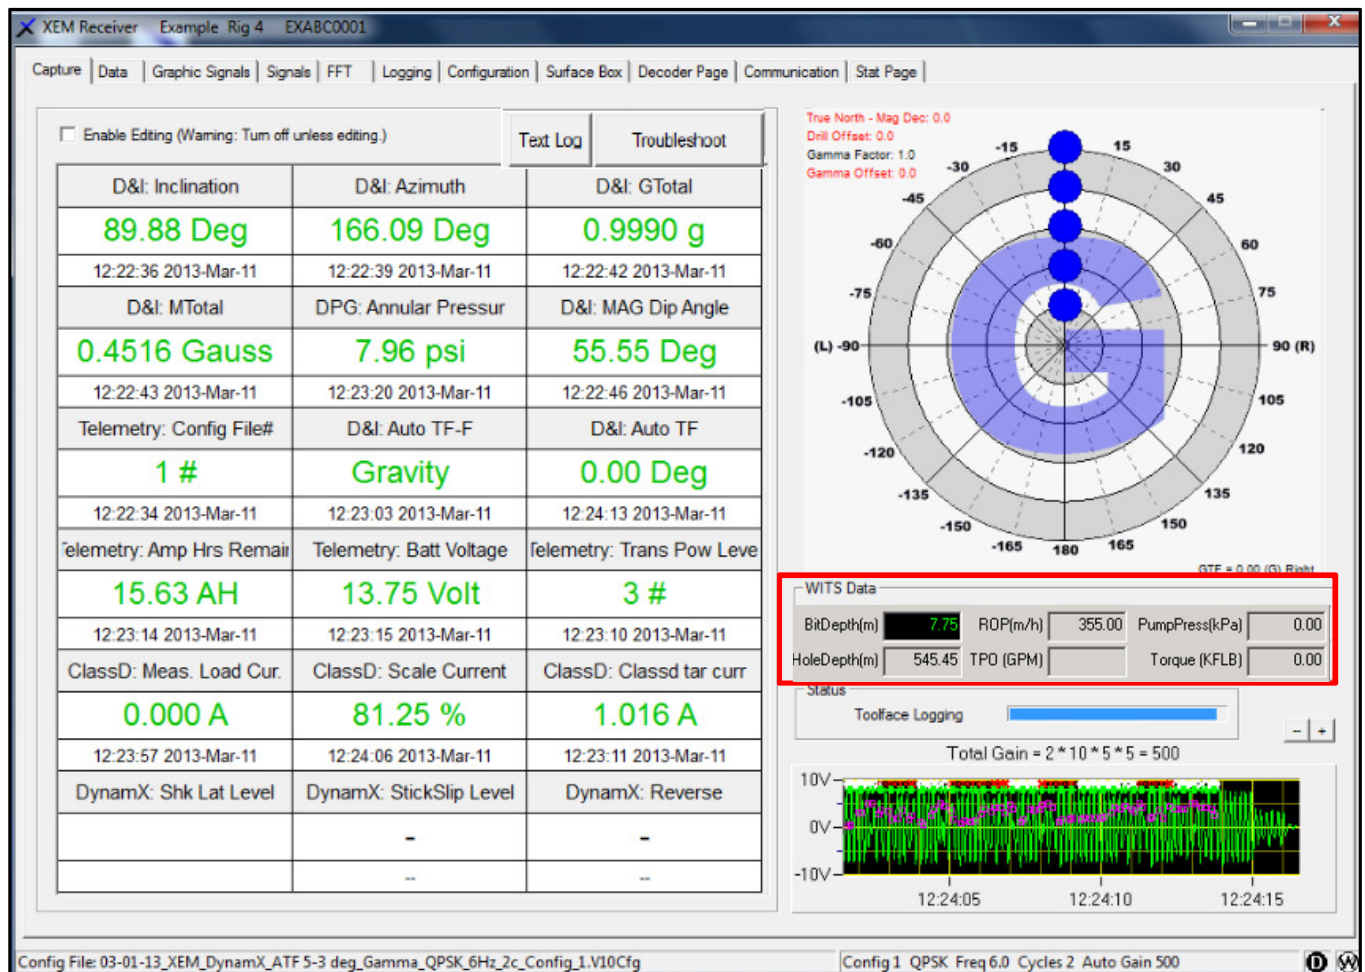 XEM Receiver Example Rig 4 EXABC0001
Capture Data Graphic Signals Signals FFT Logging Configuration Surface Box Decoder Page Communication Stat Page
Enable Editing (Warning: Turn off unless editing.)
Text Log
Troubleshoot
D&I: Inclination D&I: Azimuth D&I: GTotal
89.88 Deg 166.09 Deg 0.9990 g
12:22:36 2013-Mar-11 12:22:39 2013-Mar-11 12:22:42 2013-Mar-11
D&I: MTotal DPG: Annular Pressur D&I: MAG Dip Angle
0.4516 Gauss 7.96 psi 55.55 Deg
12:22:43 2013-Mar-11 12:23:20 2013-Mar-11 12:22:46 2013-Mar-11
Telemetry: Config File# D&I: Auto TF-F D&I: Auto TF
1 # Gravity 0.00 Deg
12:22:34 2013-Mar-11 12:23:03 2013-Mar-11 12:24:13 2013-Mar-11
Telemetry: Amp Hrs Remain Telemetry: Batt Voltage Telemetry: Trans Pow Leve
15.63 AH 13.75 Volt 3 #
12:23:14 2013-Mar-11 12:23:15 2013-Mar-11 12:23:10 2013-Mar-11
ClassD: Meas. Load Cur. ClassD: Scale Current ClassD: Classd tar curr
0.000 A 81.25 % 1.016 A
12:23:57 2013-Mar-11 12:24:06 2013-Mar-11 12:23:11 2013-Mar-11
DynamX: Shk Lat Level DynamX: StickSlip Level DynamX: Reverse
- -
-- --
True North - Mag Dec: 0.0
Drill Offset: 0.0
Gamma Factor: 1.0
Gamma Offset: 0.0
-15 15
-30 30
-45 45
-60 60
-75 75
(L) -90 90 (R)
-105 105
-120 120
-135 135
-150 150
-165 180 165
G
GTF = 0.00 (G) Right
WITS Data
BitDepth(m) 7.75 ROP(m/h) 355.00 PumpPress(kPa) 0.00
HoleDepth(m) 545.45 TPO (GPM) Torque (KFLB) 0.00
Status
Toolface Logging
- +
Total Gain = 2 * 10 * 5 * 5 = 500
10V
0V
-10V
12:24:05 12:24:10 12:24:15
Config File: 03-01-13_XEM_DynamX_ATF 5-3 deg_Gamma_QPSK_6Hz_2c_Config_1.V10Cfg Config 1 QPSK Freq 6.0 Cycles 2 Auto Gain 500 D W